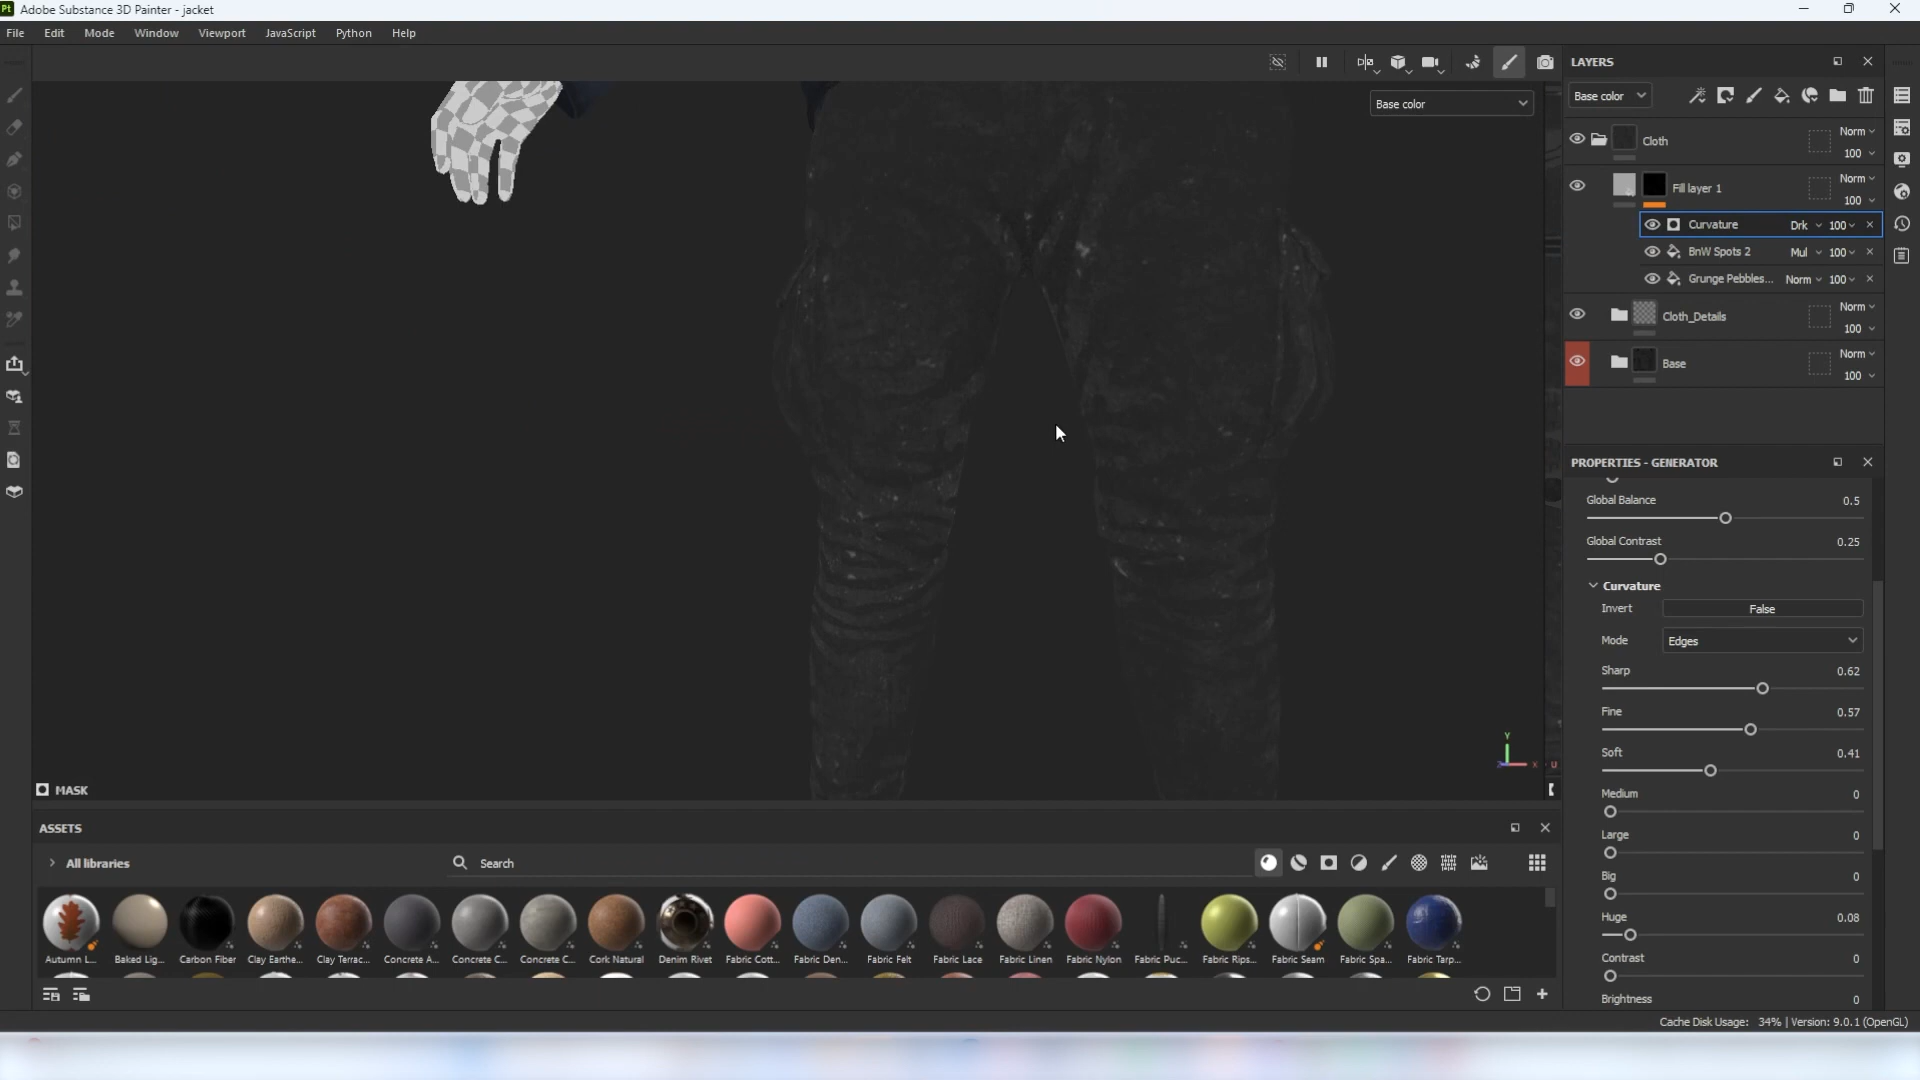 Pt Adobe Substance 3D Painter - jacket
File Edit Mode Window Viewport JavaScript Python Help
LAYERS
Base color
Base color
Cloth Norm 100
Fill layer 1 Norm 100
Curvature Drk 100
BnW Spots 2 Mul 100
Grunge Pebbles... Norm 100
Cloth_Details Norm 100
Base Norm 100
PROPERTIES - GENERATOR
Global Balance 0.5
Global Contrast 0.25
Curvature
Invert False
Mode Edges
Sharp 0.62
Fine 0.57
Soft 0.41
Medium 0
Large 0
Big 0
Huge 0.08
Contrast 0
Brightness 0
Y
Z X U
MASK
ASSETS
All libraries
Search
Autumn L... Baked Lig... Carbon Fiber Clay Earthe... Clay Terrac... Concrete A... Concrete C... Concrete C... Cork Natural Denim Rivet Fabric Cott... Fabric Den... Fabric Felt Fabric Lace Fabric Linen Fabric Nylon Fabric Puc... Fabric Rips... Fabric Seam Fabric Spa... Fabric Tarp...
Cache Disk Usage: 34% | Version: 9.0.1 (OpenGL)